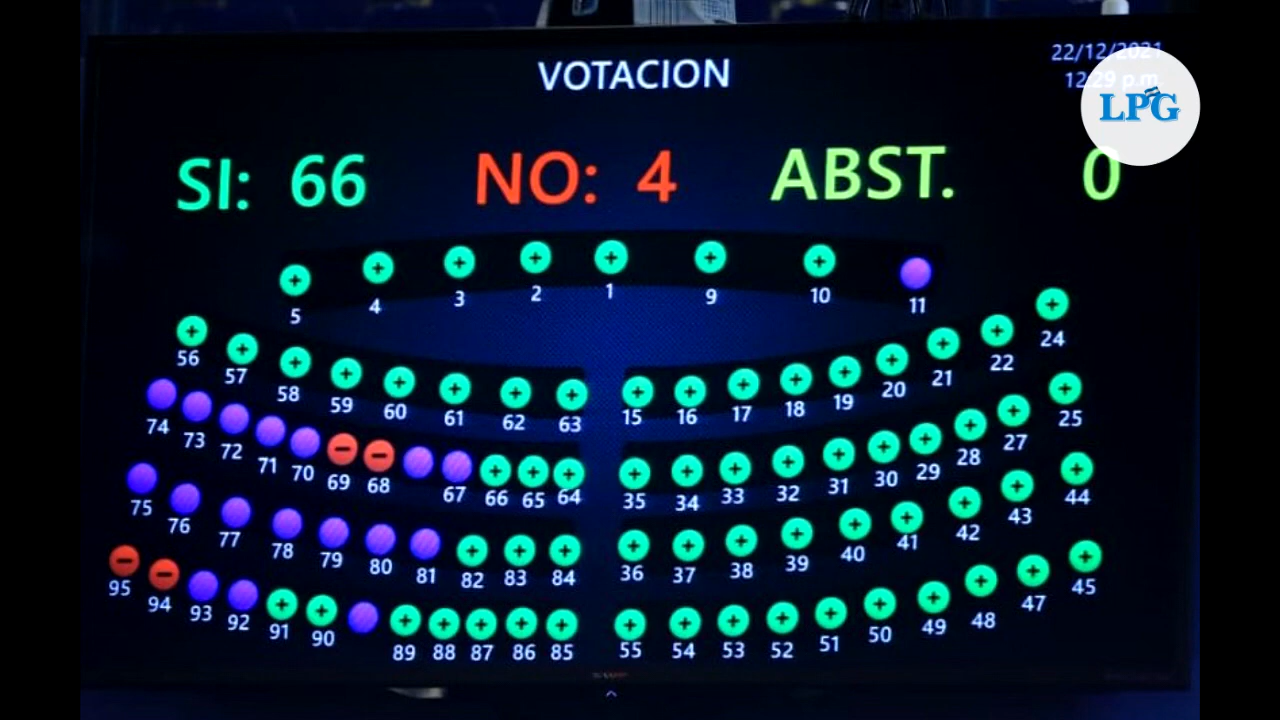 22/12/2021
VOTACION
12:29 p.m.
LPG
SI: 66 NO: 4 ABST. 0
5 4 3 2 1 9 10 11
56 57 58 59 60 61 62 63 15 16 17 18 19 20 21 22 24
74 73 72 71 70 69 68 67 66 65 64 35 34 33 32 31 30 29 28 27 25
75 76 77 78 79 80 81 82 83 84 36 37 38 39 40 41 42 43 44
95 94 93 92 91 90 89 88 87 86 85 55 54 53 52 51 50 49 48 47 45